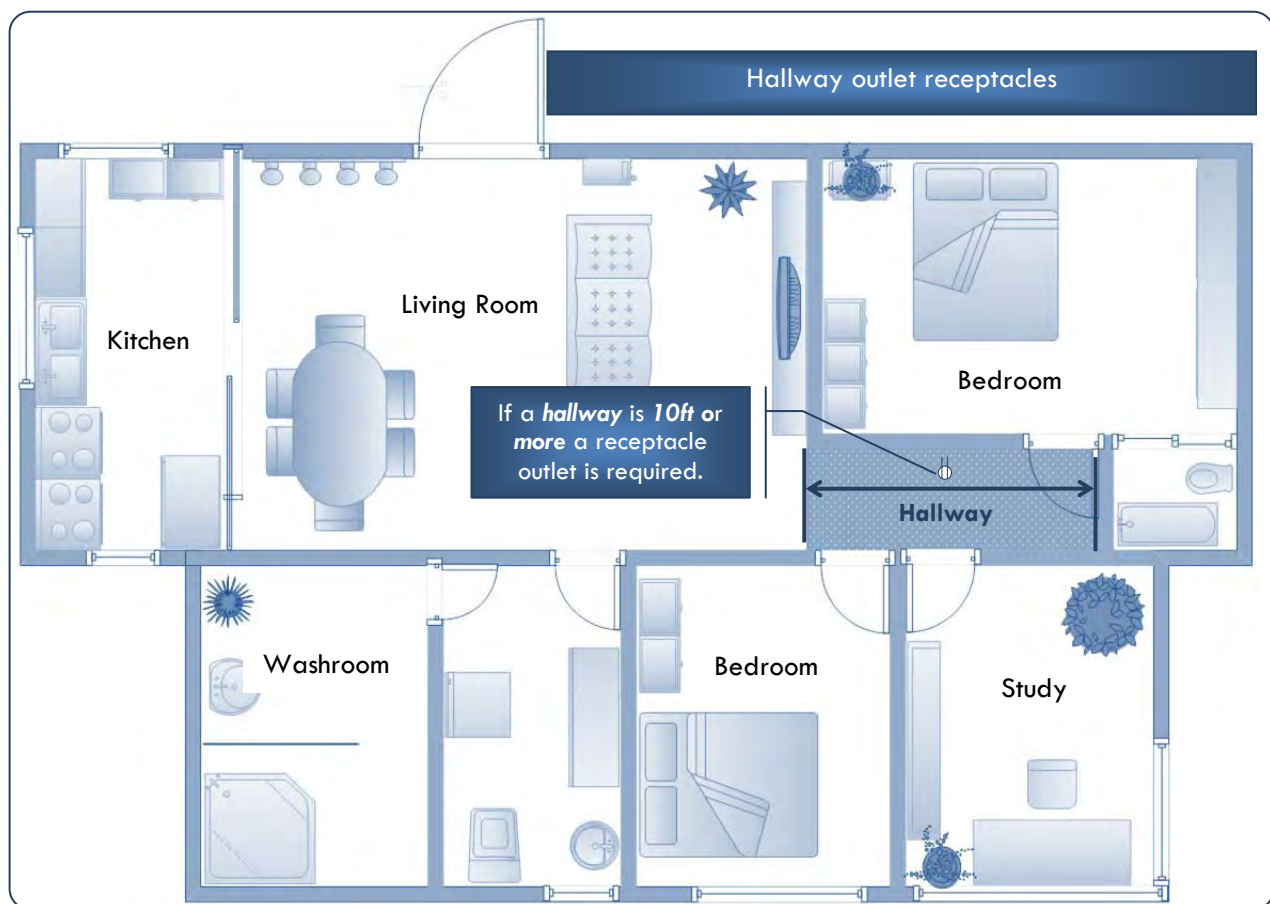 Hallway outlet receptacles
Living Room
Kitchen
Bedroom
If a hallway is 10ft or
more a receptacle
outlet is required.
Hallway
Washroom
Bedroom
Study